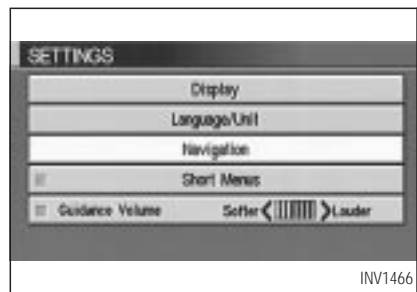 SETTINGS
Display
Language/Unit
Navigation
Short Menus
Guidance Volume Softer Louder
INV1466